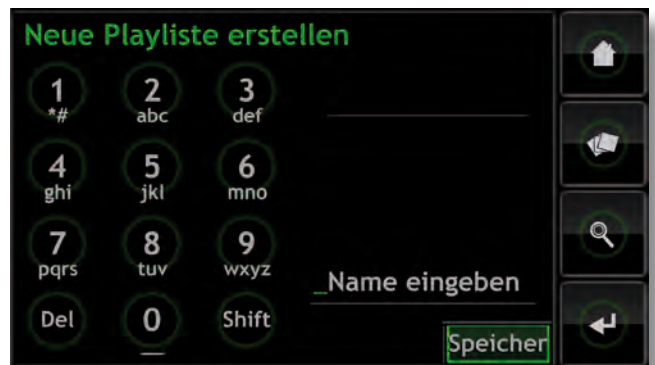 Neue Playliste erstellen
1 2 3
*# abc def
4 5 6
ghi jkl mno
7 8 9
pqrs tuv wxyz
_Name eingeben
Del 0 Shift
_
Speicher